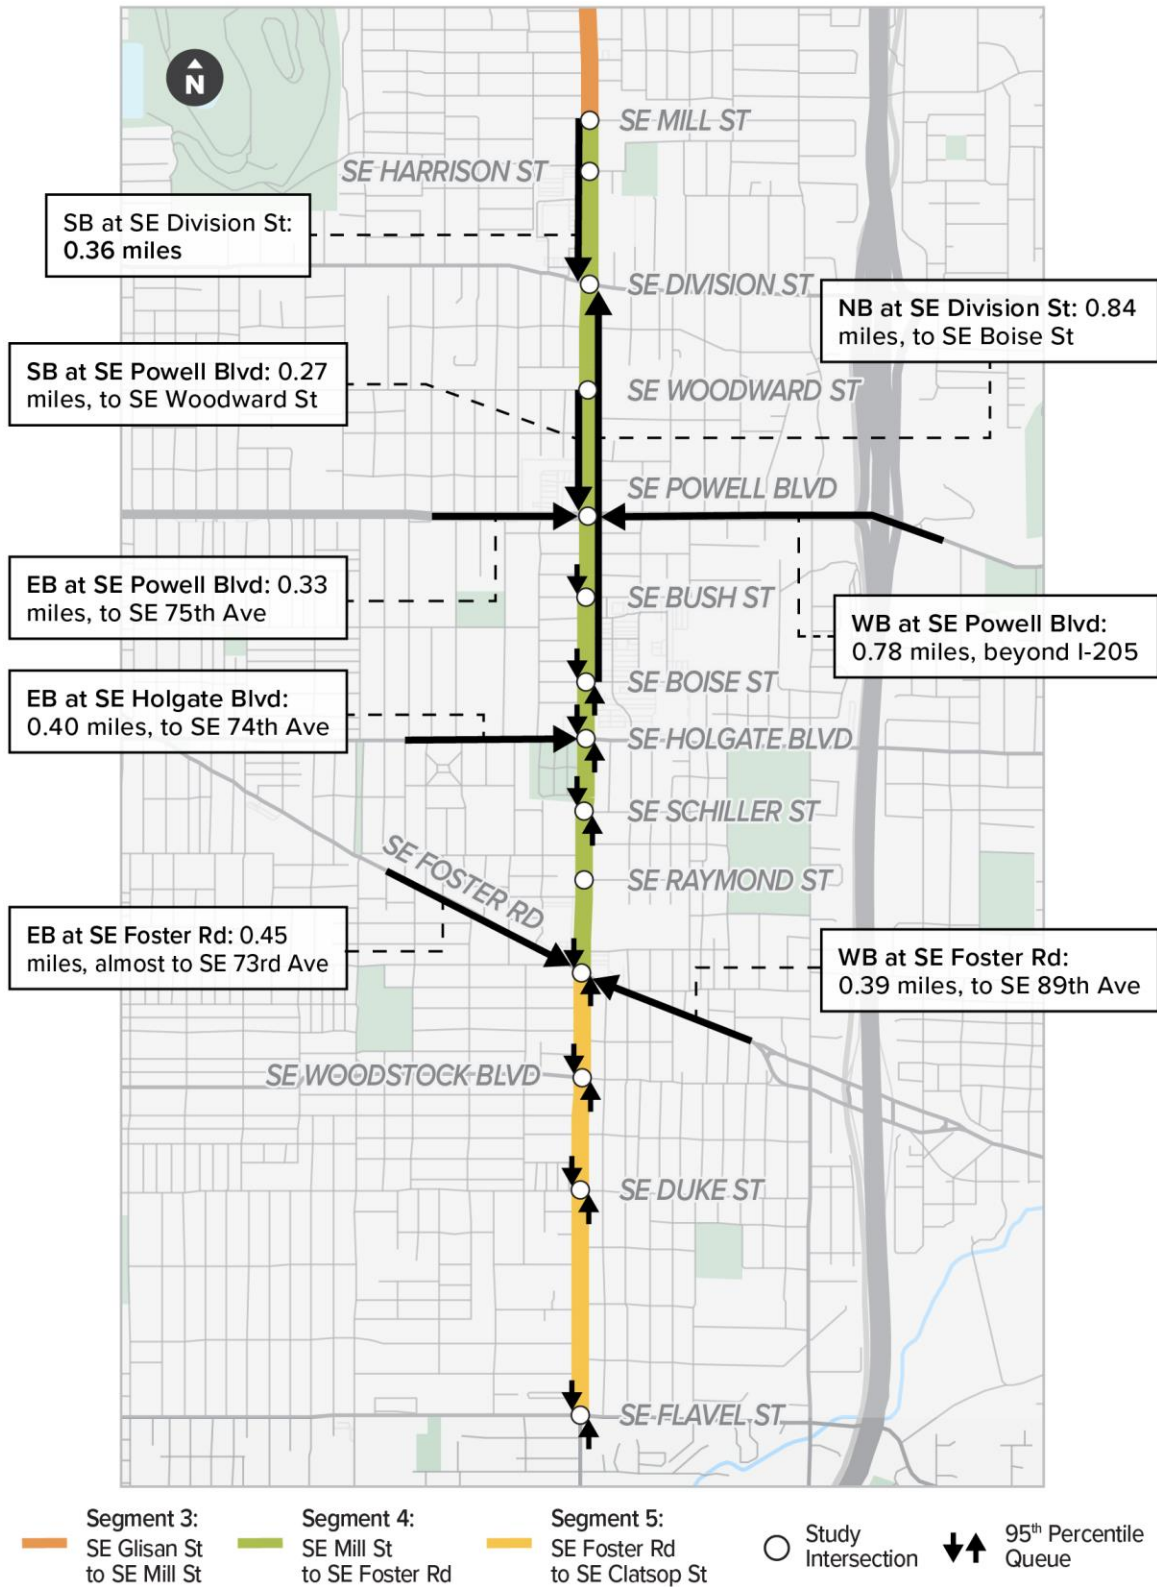 N
SE MILL ST
SE HARRISON ST
SB at SE Division St:
0.36 miles
SE DIVISION ST
NB at SE Division St: 0.84
miles, to SE Boise St
SB at SE Powell Blvd: 0.27
miles, to SE Woodward St
SE WOODWARD ST
SE POWELL BLVD
EB at SE Powell Blvd: 0.33
miles, to SE 75th Ave
SE BUSH ST
WB at SE Powell Blvd:
0.78 miles, beyond I-205
SE BOISE ST
EB at SE Holgate Blvd:
0.40 miles, to SE 74th Ave
SE HOLGATE BLVD
SE SCHILLER ST
SE FOSTER RD
SE RAYMOND ST
EB at SE Foster Rd: 0.45
miles, almost to SE 73rd Ave
WB at SE Foster Rd:
0.39 miles, to SE 89th Ave
SE WOODSTOCK BLVD
SE DUKE ST
SE FLAVEL ST
Segment 3:
SE Glisan St
to SE Mill St
Segment 4:
SE Mill St
to SE Foster Rd
Segment 5:
SE Foster Rd
to SE Clatsop St
Study
Intersection
95th Percentile
Queue